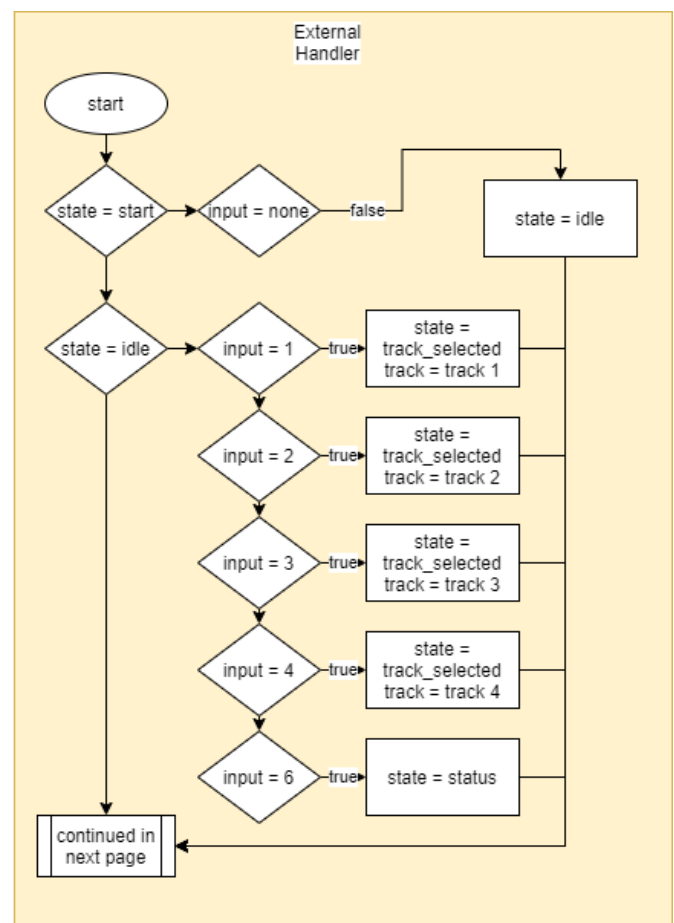 External
Handler
start
state = start
input = none
false
state = idle
state = idle
input = 1
true
state =
track_selected
track = track 1
input = 2
true
state =
track_selected
track = track 2
input = 3
true
state =
track_selected
track = track 3
input = 4
true
state =
track_selected
track = track 4
input = 6
true
state = status
continued in
next page